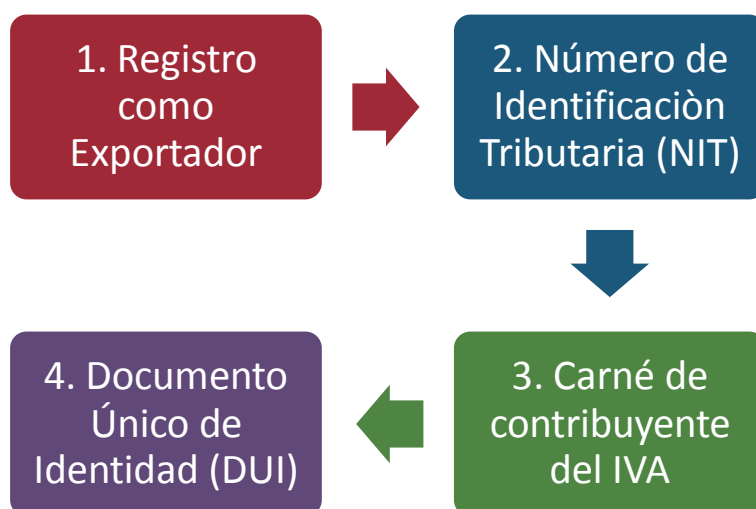 1. Registro
como
Exportador
2. Número de
Identificaciòn
Tributaria (NIT)
3. Carné de
contribuyente
del IVA
4. Documento
Único de
Identidad (DUI)